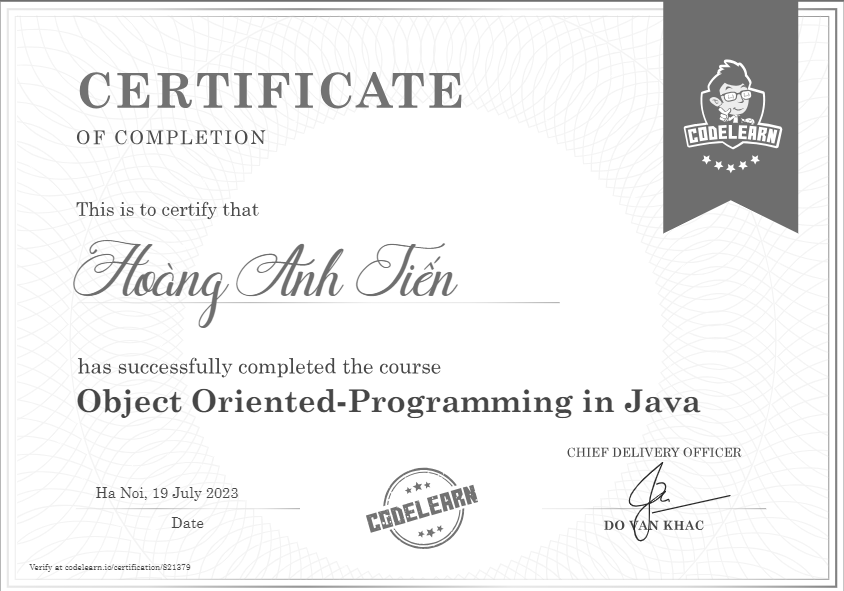 CERTIFICATE
OF COMPLETION
CODELEARN
This is to certify that
Hoàng Anh Tiến
has successfully completed the course
Object Oriented-Programming in Java
CHIEF DELIVERY OFFICER
Ha Noi, 19 July 2023
Date
CODELEARN
DO VAN KHAC
Verify at codelearn.io/certification/821379